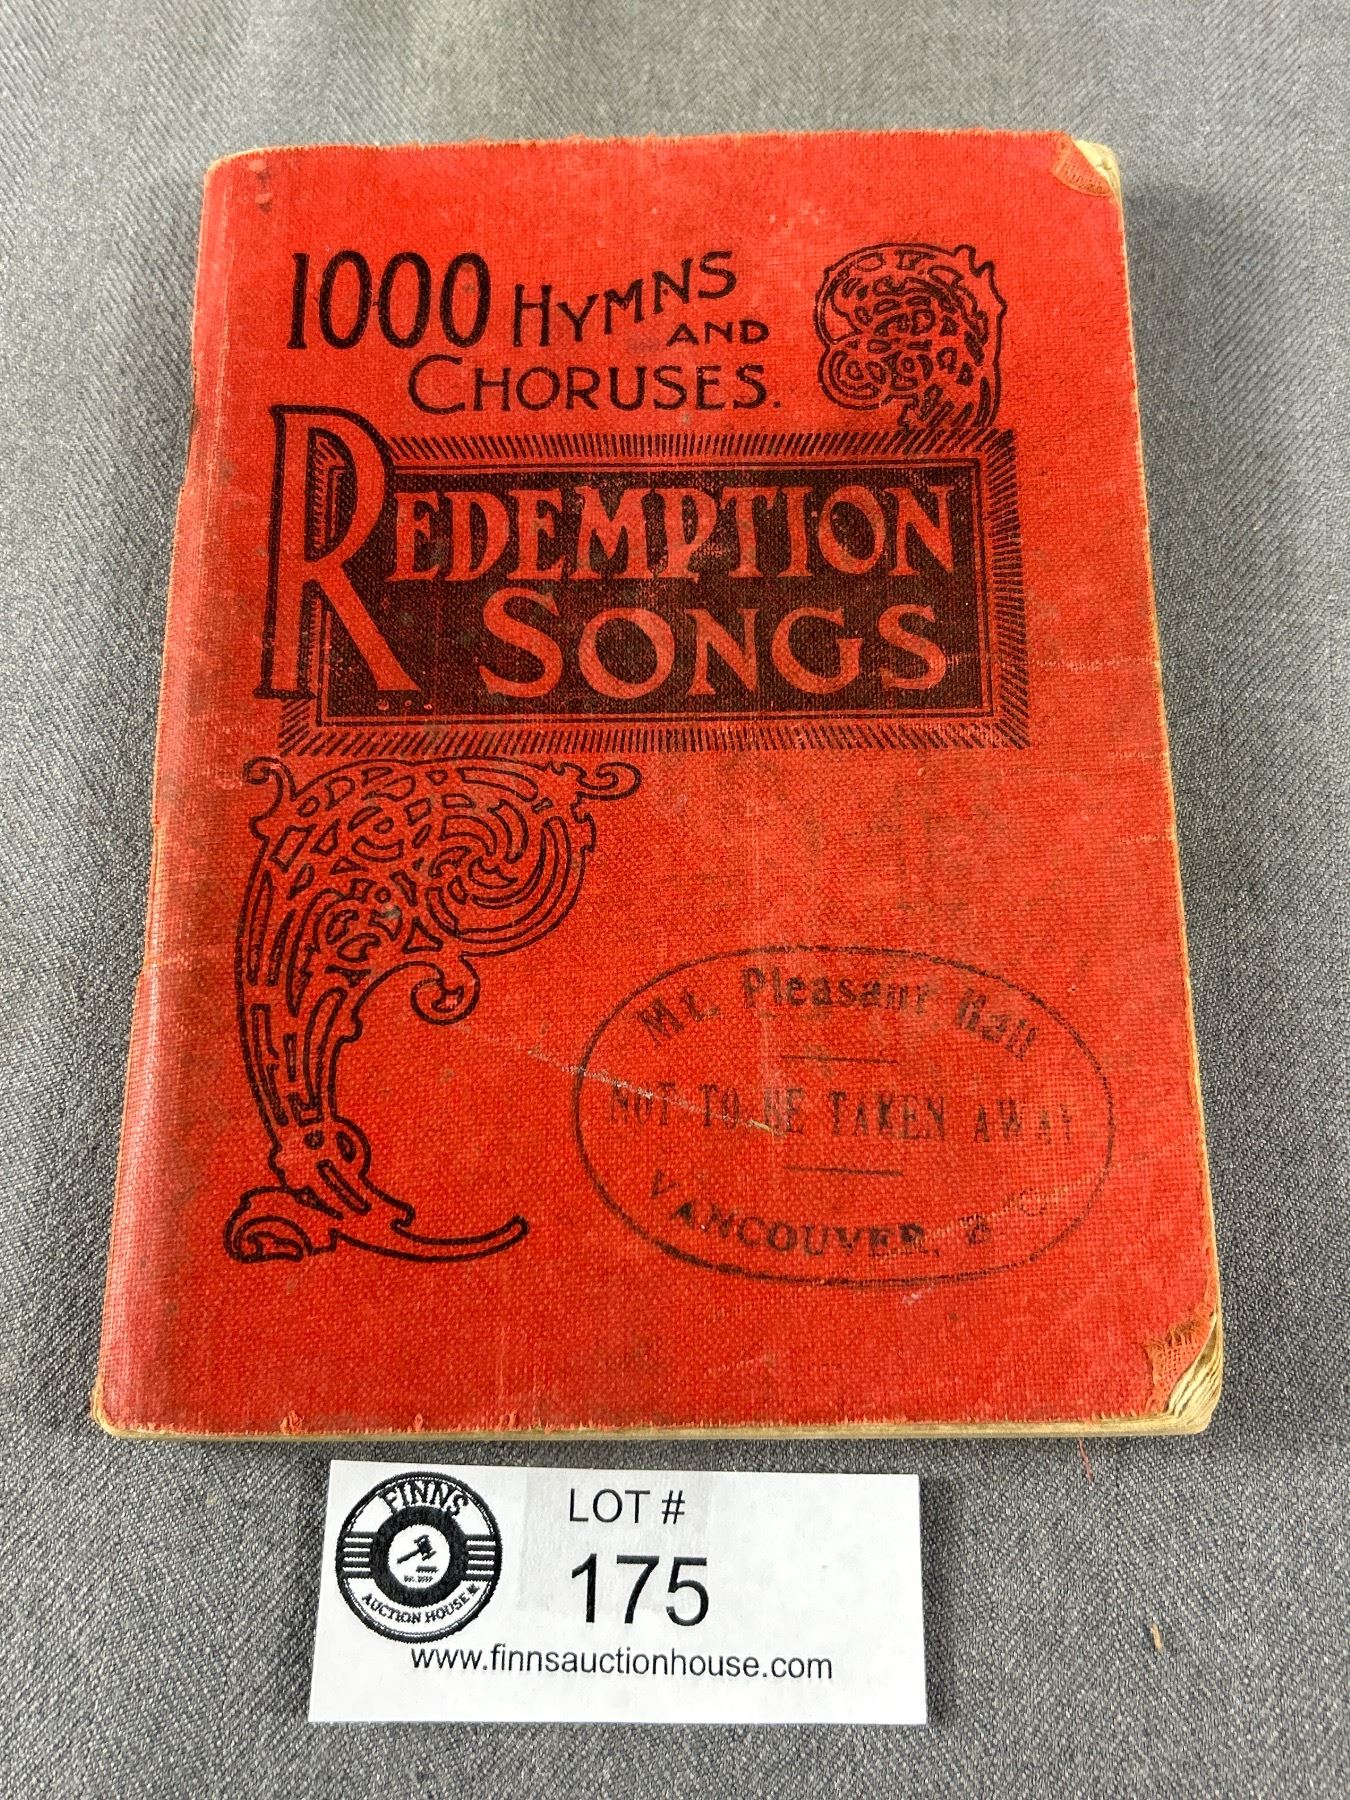 1000 HYMNS
AND
CHORUSES.
REDEMPTION
SONGS
Mt. Pleasant Hall
NOT TO BE TAKEN AWAY
VANCOUVER, B C.
FINNS
AUCTION HOUSE
LOT #
175
www.finnsauctionhouse.com